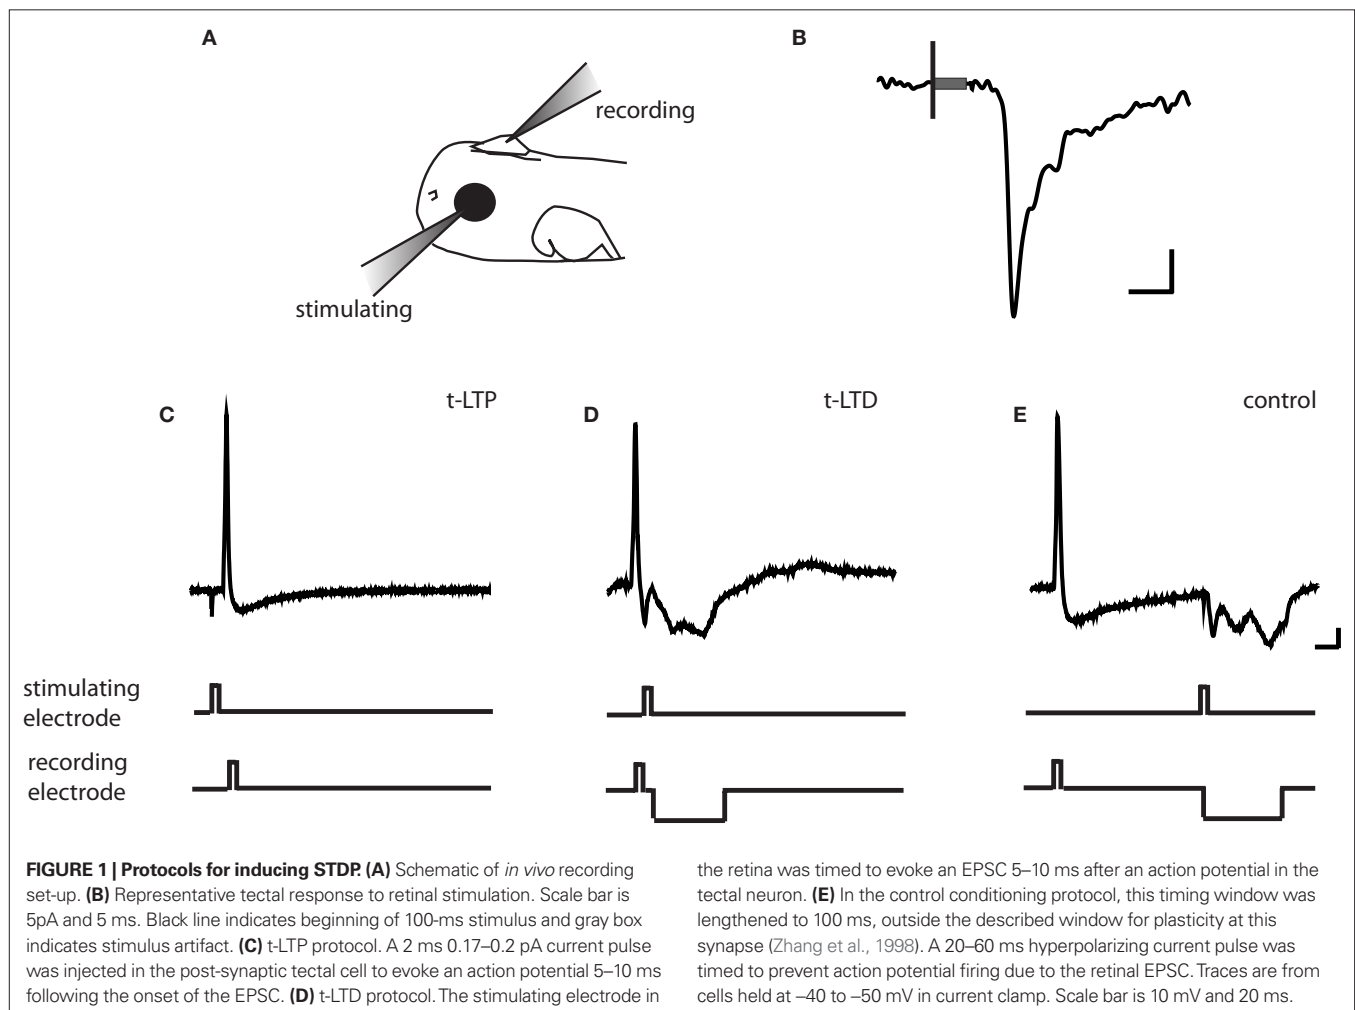 A
B
recording
stimulating
C
t-LTP
D
t-LTD
E
control
stimulating
electrode
recording
electrode
FIGURE 1 | Protocols for inducing STDP. (A) Schematic of in vivo recording
set-up. (B) Representative tectal response to retinal stimulation. Scale bar is
5pA and 5 ms. Black line indicates beginning of 100-ms stimulus and gray box
indicates stimulus artifact. (C) t-LTP protocol. A 2 ms 0.17–0.2 pA current pulse
was injected in the post-synaptic tectal cell to evoke an action potential 5–10 ms
following the onset of the EPSC. (D) t-LTD protocol. The stimulating electrode in
the retina was timed to evoke an EPSC 5–10 ms after an action potential in the
tectal neuron. (E) In the control conditioning protocol, this timing window was
lengthened to 100 ms, outside the described window for plasticity at this
synapse (Zhang et al., 1998). A 20–60 ms hyperpolarizing current pulse was
timed to prevent action potential firing due to the retinal EPSC. Traces are from
cells held at –40 to –50 mV in current clamp. Scale bar is 10 mV and 20 ms.